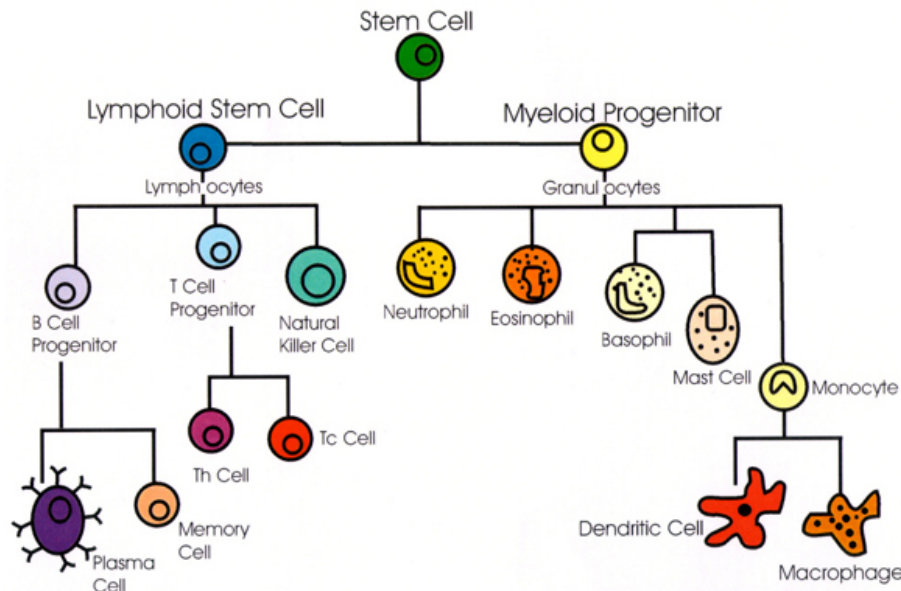 Stem Cell
Lymphoid Stem Cell
Myeloid Progenitor
Lymphocytes
Granulocytes
B Cell
Progenitor
T Cell
Progenitor
Natural
Killer Cell
Neutrophil
Eosinophil
Basophil
Mast Cell
Monocyte
Th Cell
Tc Cell
Plasma
Cell
Memory
Cell
Dendritic Cell
Macrophage